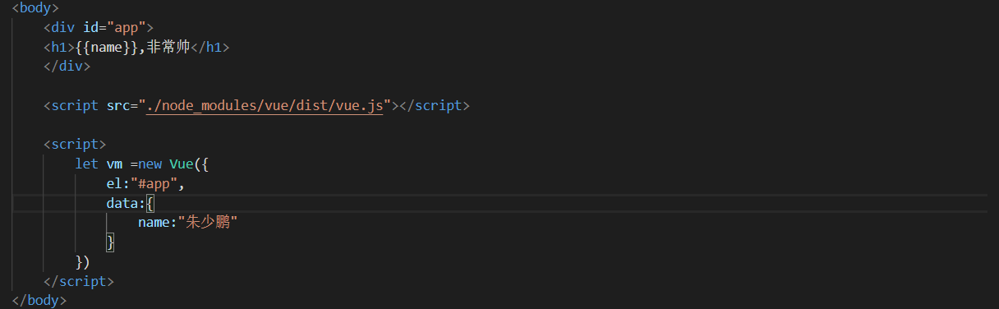 <body>
    <div id="app">
    <h1>{{name}},非常帅</h1>
    </div>

    <script src="./node_modules/vue/dist/vue.js"></script>

    <script>
        let vm =new Vue({
            el:"#app",
            data:{
                name:"朱少鹏"
            }
        })
    </script>
</body>